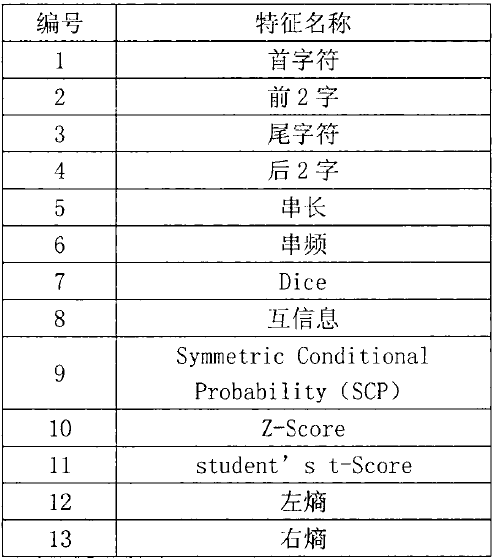 编号 特征名称
1 首字符
2 前2字
3 尾字符
4 后2字
5 串长
6 串频
7 Dice
8 互信息
9 Symmetric Conditional
Probability (SCP)
10 Z-Score
11 student’s t-Score
12 左熵
13 右熵